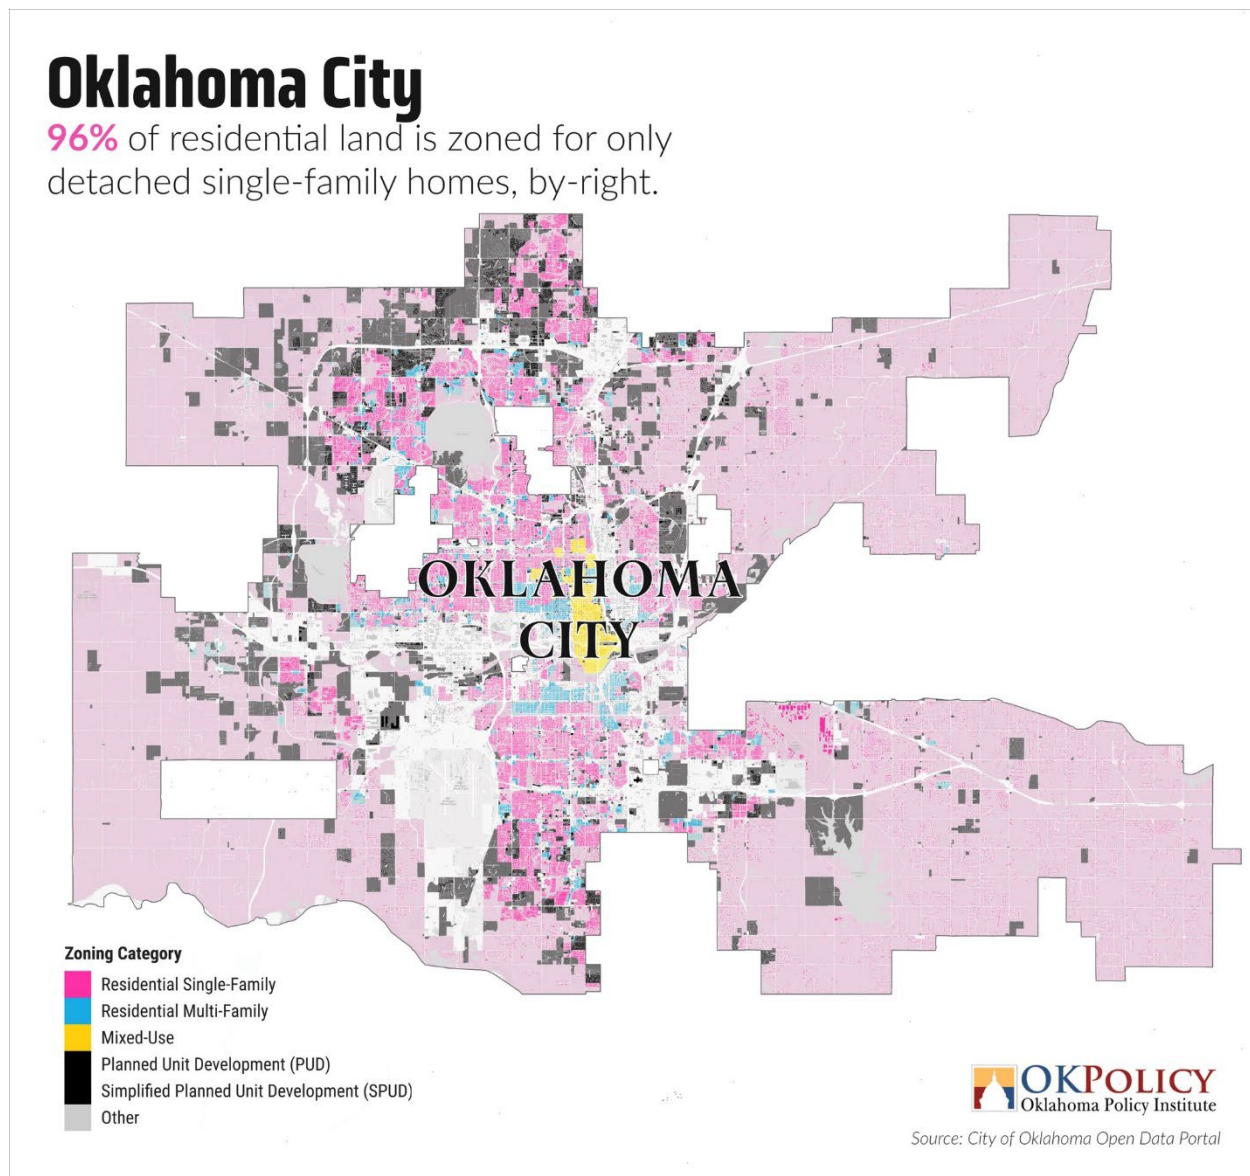 Oklahoma City
96% of residential land is zoned for only
detached single-family homes, by-right.
OKLAHOMA
CITY
Zoning Category
Residential Single-Family
Residential Multi-Family
Mixed-Use
Planned Unit Development (PUD)
Simplified Planned Unit Development (SPUD)
Other
OKPOLICY
Oklahoma Policy Institute
Source: City of Oklahoma Open Data Portal